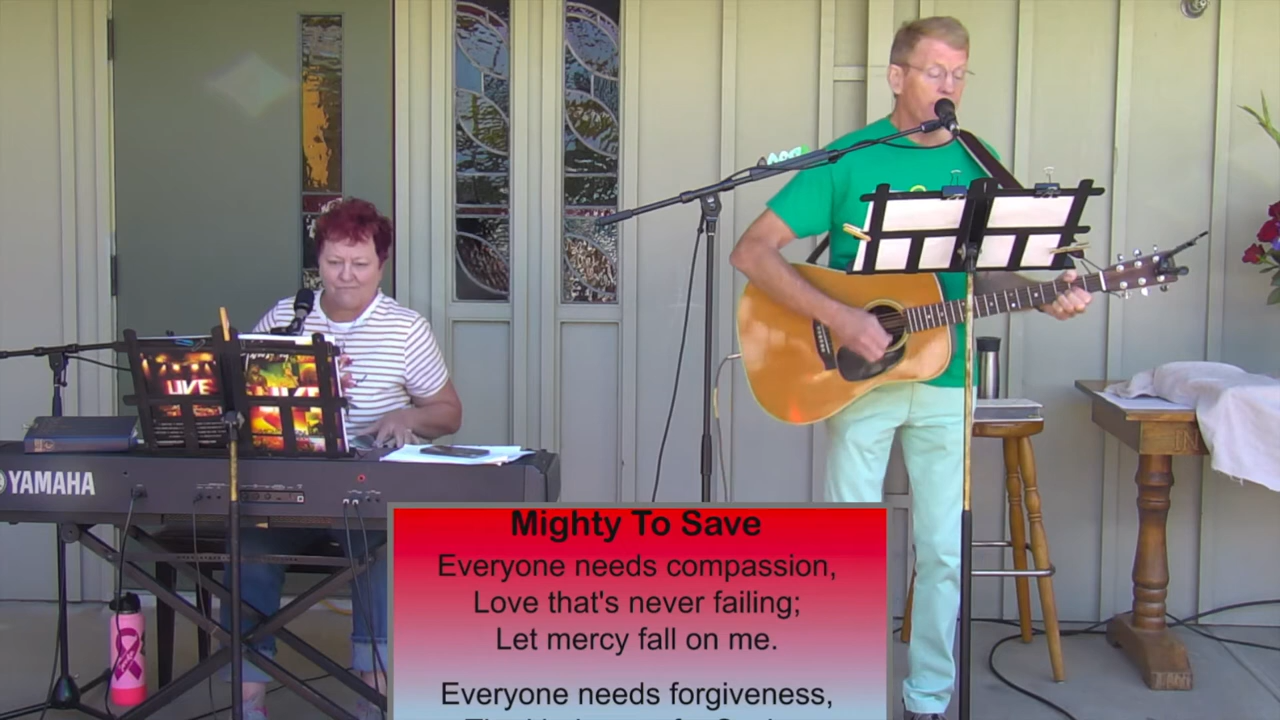 LIVE
YAMAHA
IN
Mighty To Save
Everyone needs compassion,
Love that's never failing;
Let mercy fall on me.
Everyone needs forgiveness,